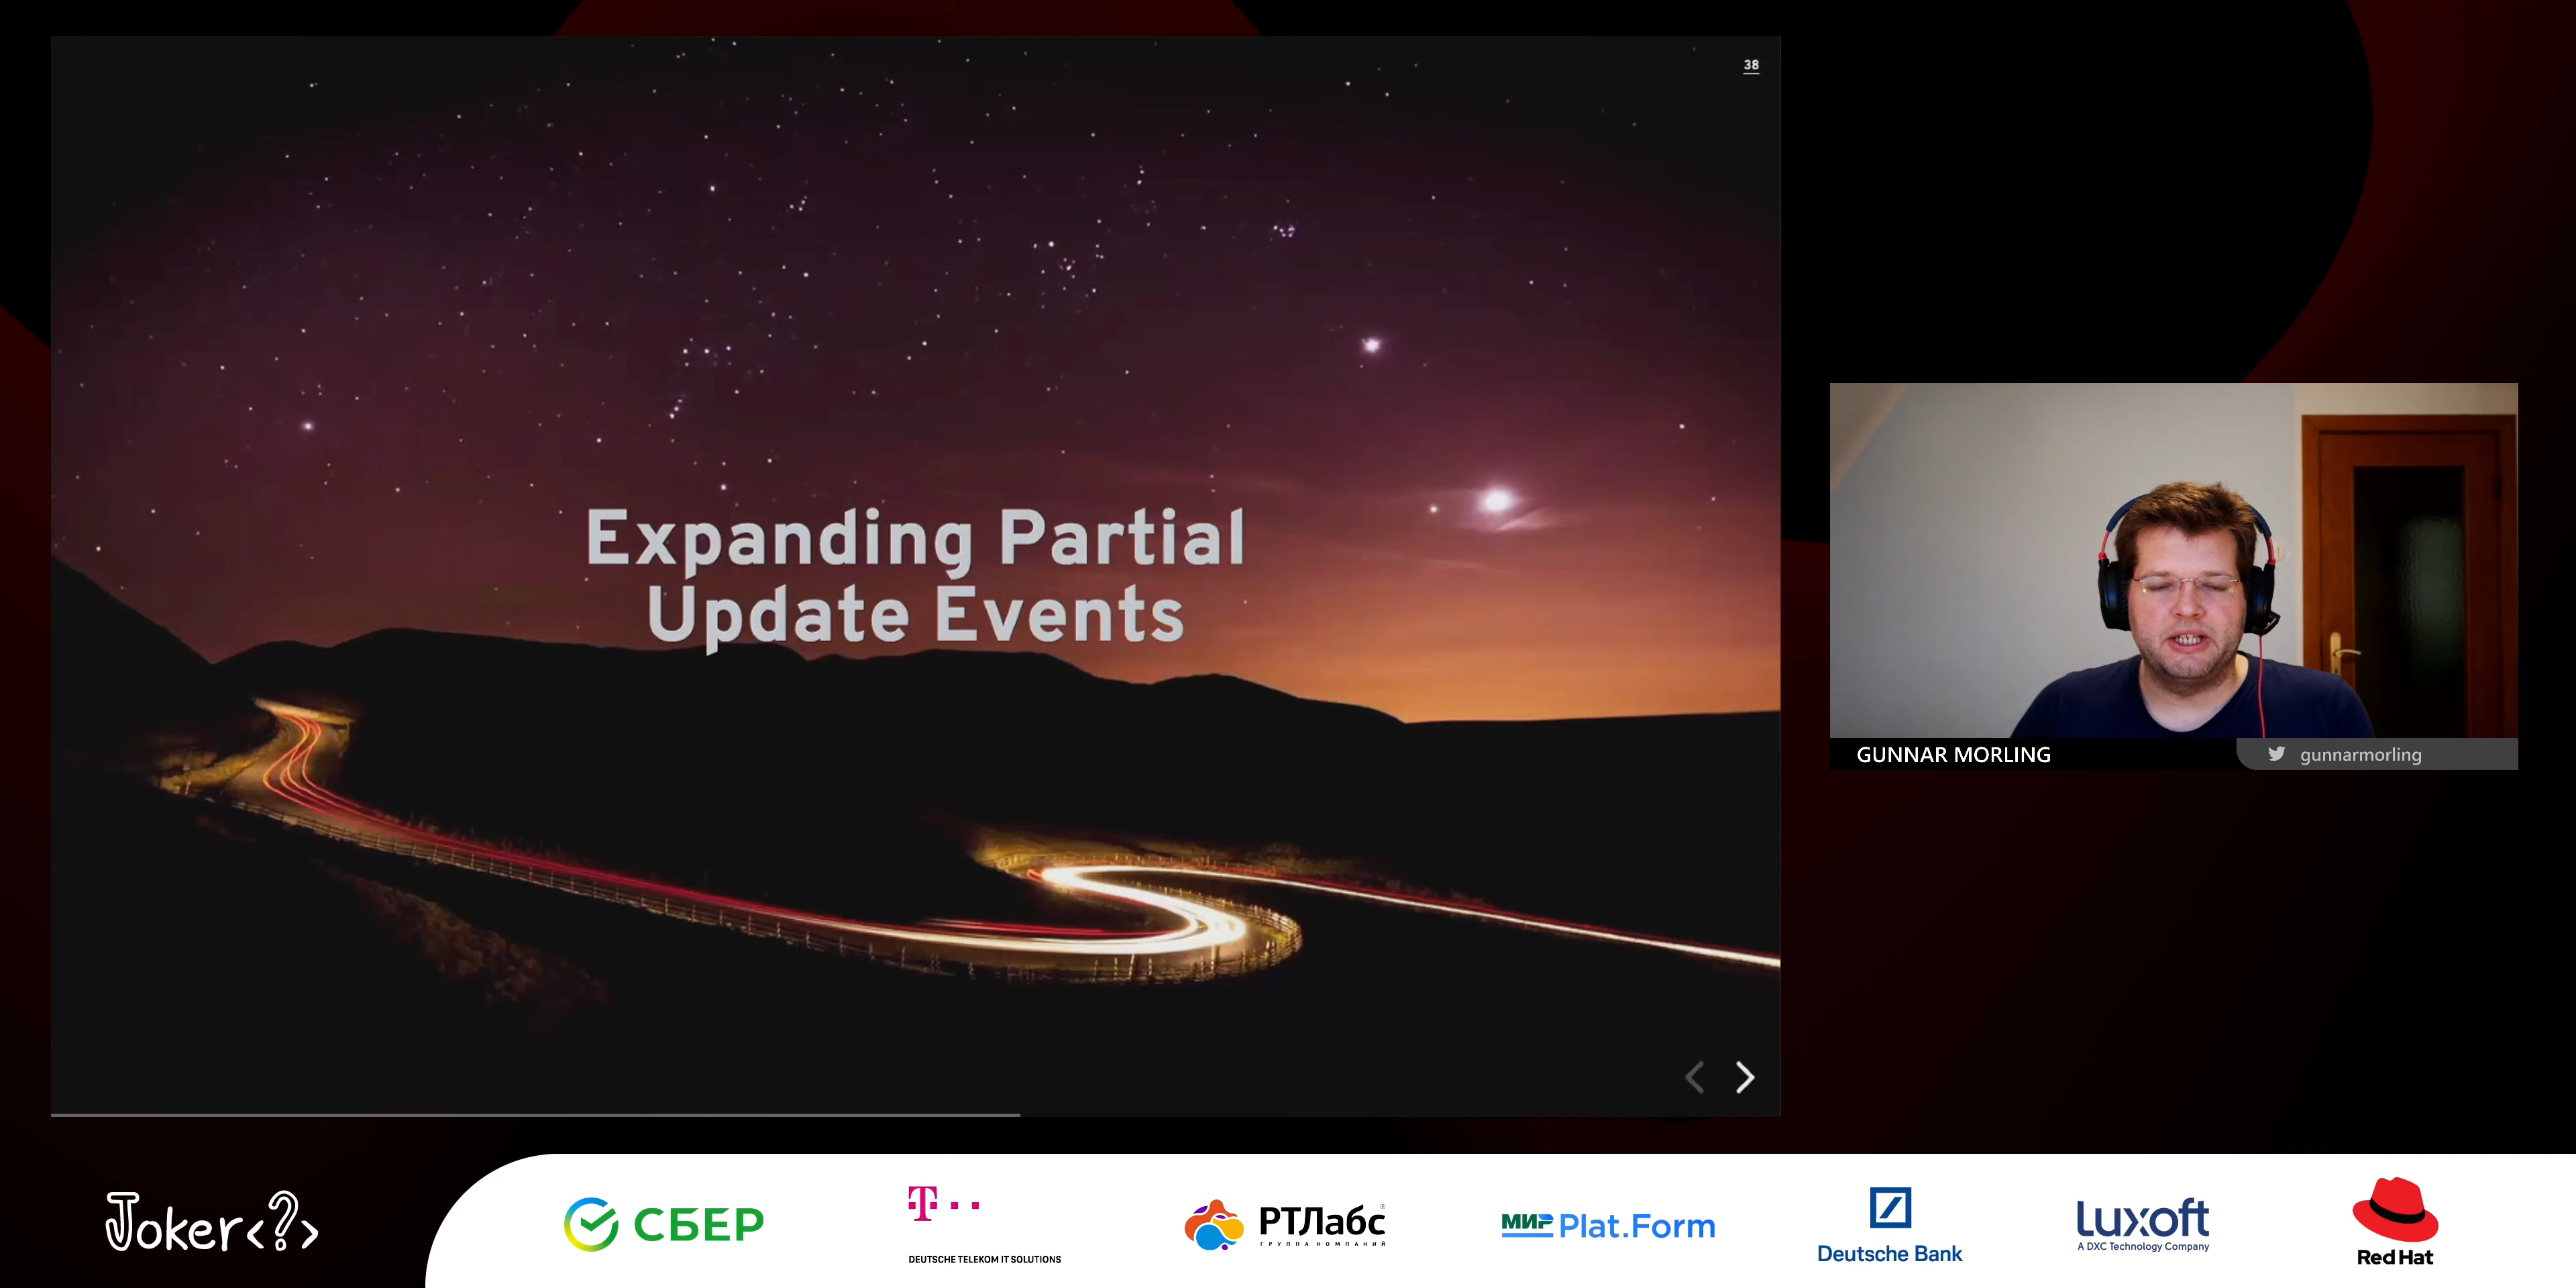 38
Expanding Partial
Update Events
GUNNAR MORLING
gunnarmorling
Joker<?>
СБЕР
T
DEUTSCHE TELEKOM IT SOLUTIONS
РТЛабс
ГРУППА КОМПАНИЙ
МИР Plat.Form
Deutsche Bank
Luxoft
A DXC Technology Company
Red Hat